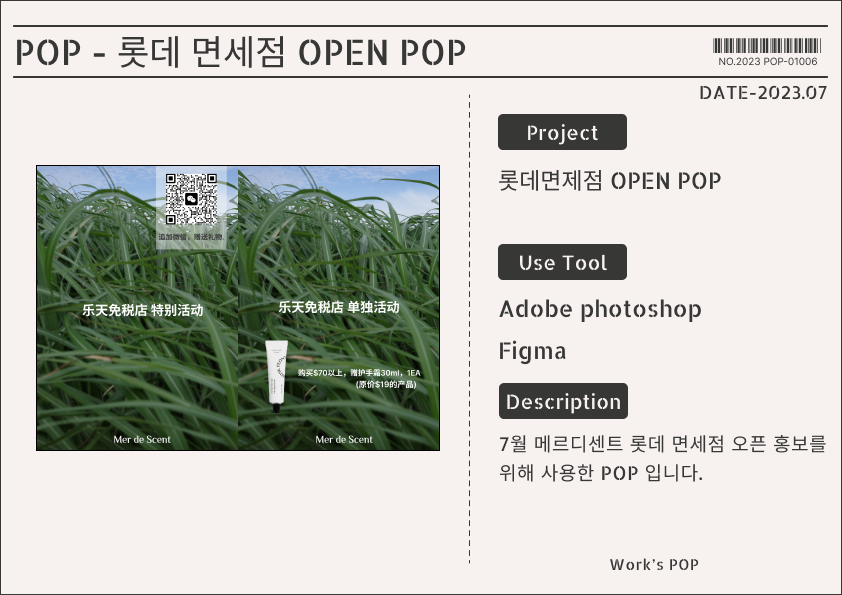 POP - 롯데 면세점 OPEN POP
NO.2023 POP-01006
DATE-2023.07
追加微信，赠送礼物
乐天免税店 特别活动
Mer de Scent
乐天免税店 单独活动
购买$70以上，赠护手霜30ml，1EA
(原价$19的产品)
Mer de Scent
Project
롯데면제점 OPEN POP
Use Tool
Adobe photoshop
Figma
Description
7월 메르디센트 롯데 면세점 오픈 홍보를
위해 사용한 POP 입니다.
Work's POP